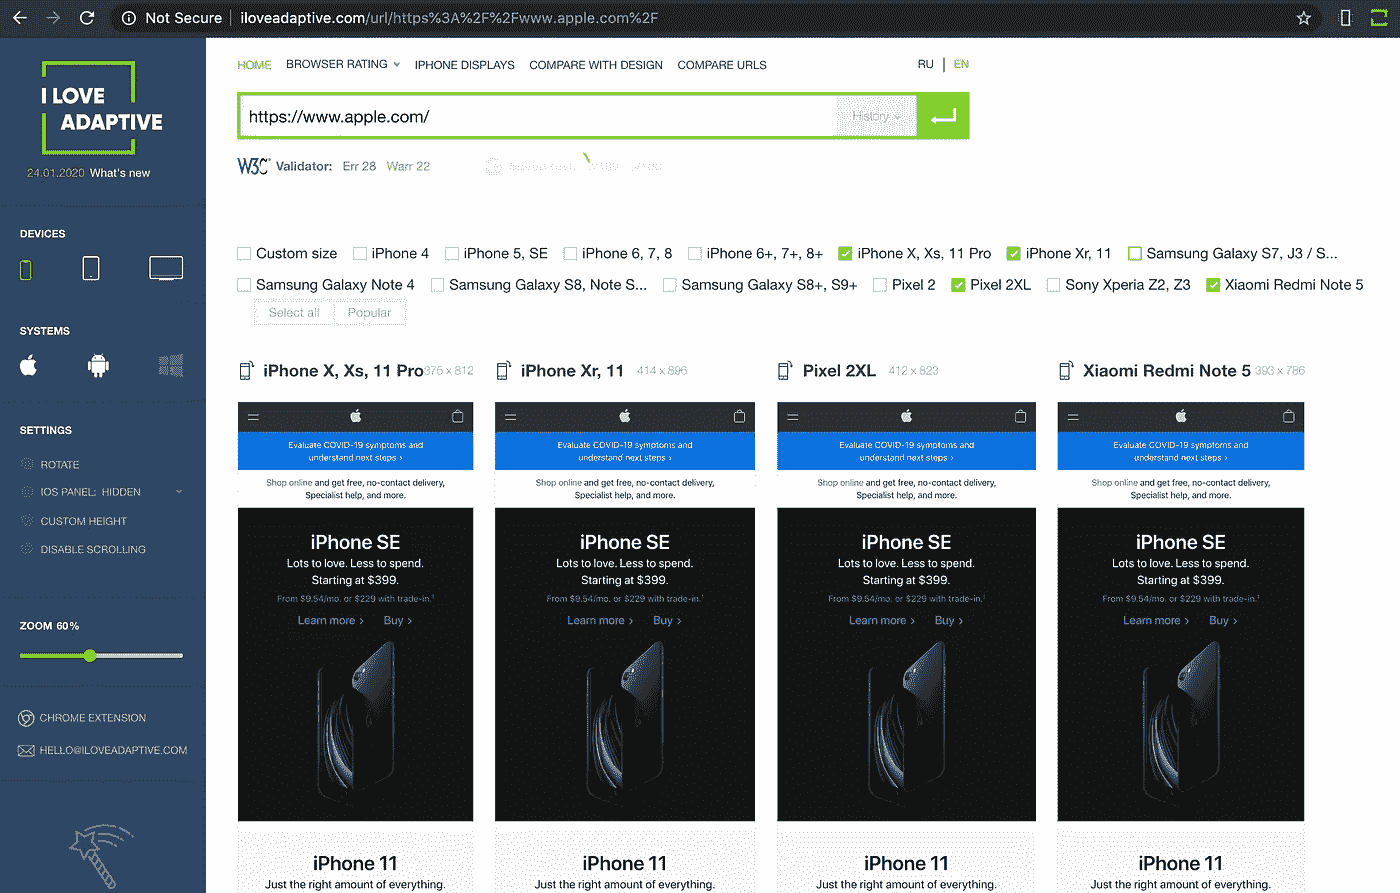 Not Secure | iloveadaptive.com/url/https%3A%2F%2Fwww.apple.com%2F
I LOVE
ADAPTIVE
24.01.2020 What's new
DEVICES
SYSTEMS
SETTINGS
ROTATE
IOS PANEL: HIDDEN
CUSTOM HEIGHT
DISABLE SCROLLING
ZOOM 60%
CHROME EXTENSION
HELLO@ILOVEADAPTIVE.COM
HOME BROWSER RATING IPHONE DISPLAYS COMPARE WITH DESIGN COMPARE URLS RU | EN
https://www.apple.com/ History
W3C Validator: Err 28 Warr 22
Custom size iPhone 4 iPhone 5, SE iPhone 6, 7, 8 iPhone 6+, 7+, 8+ iPhone X, Xs, 11 Pro iPhone Xr, 11 Samsung Galaxy S7, J3 / S...
Samsung Galaxy Note 4 Samsung Galaxy S8, Note S... Samsung Galaxy S8+, S9+ Pixel 2 Pixel 2XL Sony Xperia Z2, Z3 Xiaomi Redmi Note 5
Select all Popular
iPhone X, Xs, 11 Pro 375 x 812
Evaluate COVID-19 symptoms and
understand next steps ›
Shop online and get free, no-contact delivery,
Specialist help, and more.
iPhone SE
Lots to love. Less to spend.
Starting at $399.
From $9.54/mo. or $229 with trade-in.¹
Learn more › Buy ›
iPhone 11
Just the right amount of everything.
iPhone Xr, 11 414 x 896
Evaluate COVID-19 symptoms and
understand next steps ›
Shop online and get free, no-contact delivery,
Specialist help, and more.
iPhone SE
Lots to love. Less to spend.
Starting at $399.
From $9.54/mo. or $229 with trade-in.¹
Learn more › Buy ›
iPhone 11
Just the right amount of everything.
Pixel 2XL 412 x 823
Evaluate COVID-19 symptoms and
understand next steps ›
Shop online and get free, no-contact delivery,
Specialist help, and more.
iPhone SE
Lots to love. Less to spend.
Starting at $399.
From $9.54/mo. or $229 with trade-in.¹
Learn more › Buy ›
iPhone 11
Just the right amount of everything.
Xiaomi Redmi Note 5 393 x 786
Evaluate COVID-19 symptoms and
understand next steps ›
Shop online and get free, no-contact delivery,
Specialist help, and more.
iPhone SE
Lots to love. Less to spend.
Starting at $399.
From $9.54/mo. or $229 with trade-in.¹
Learn more › Buy ›
iPhone 11
Just the right amount of everything.